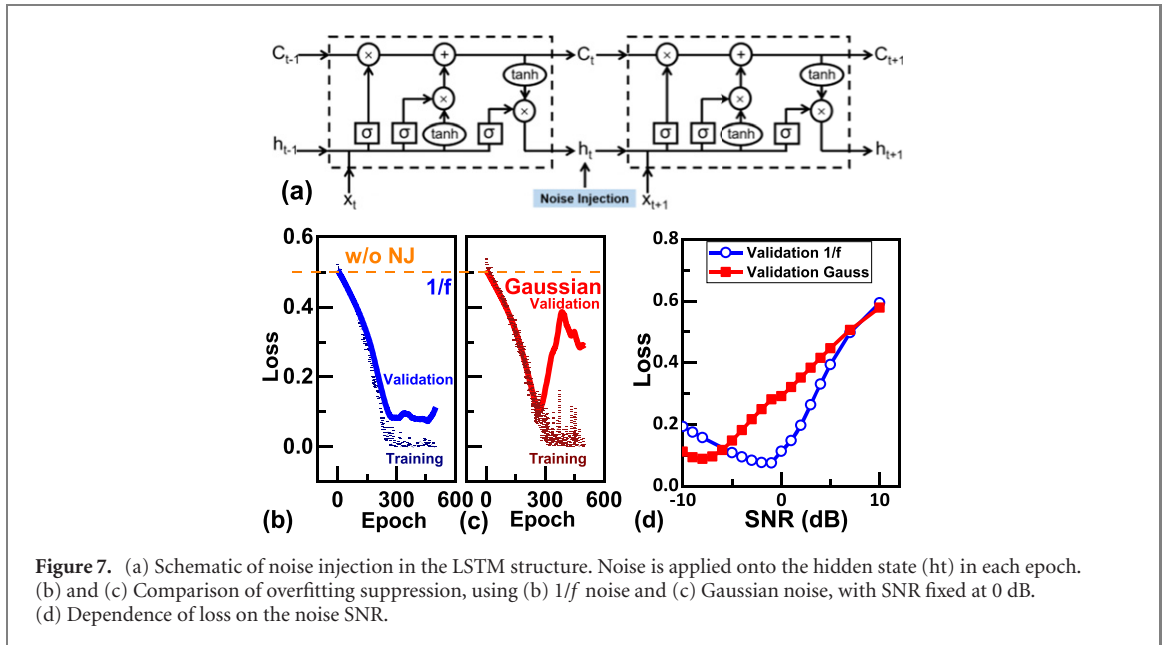 C_{t-1} × + tanh C_t × + tanh C_{t+1}
× × × ×
σ σ tanh σ σ σ tanh σ
h_{t-1} h_t h_{t+1}
(a) x_t Noise Injection x_{t+1}
0.6
w/o NJ
1/f
0.4
Loss
0.2
Validation
0.0
Training
0 300 600
(b) Epoch
Gaussian
Validation
Training
0 300 600
(c) Epoch
0.8
Validation 1/f
Validation Gauss
0.6
Loss
0.4
0.2
0.0
-10 0 10
(d) SNR (dB)
Figure 7. (a) Schematic of noise injection in the LSTM structure. Noise is applied onto the hidden state (ht) in each epoch.
(b) and (c) Comparison of overfitting suppression, using (b) 1/f noise and (c) Gaussian noise, with SNR fixed at 0 dB.
(d) Dependence of loss on the noise SNR.